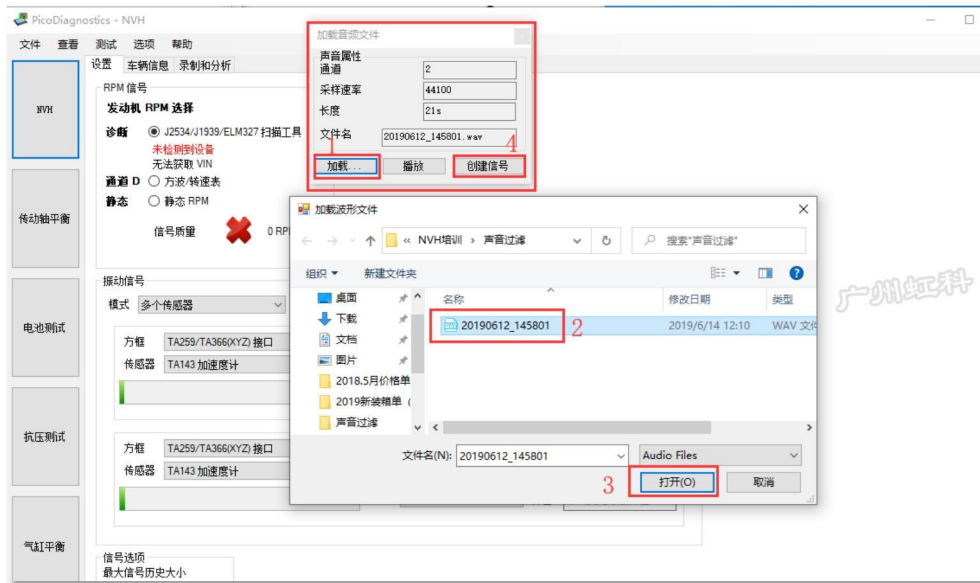 PicoDiagnostics - NVH
文件 查看 测试 选项 帮助
NVH
传动轴平衡
电池测试
抗压测试
气缸平衡
设置 车辆信息 录制和分析
RPM 信号
发动机 RPM 选择
诊断 J2534/J1939/ELM327 扫描工具
未检测到设备
无法获取 VIN
通道 D 方波/转速表
静态 静态 RPM
信号质量 0 RP
振动信号
模式 多个传感器
方框 TA259/TA366(XYZ) 接口
传感器 TA143 加速度计
方框 TA259/TA366(XYZ) 接口
传感器 TA143 加速度计
信号选项
最大信号历史大小
加载音频文件
声音属性
通道 2
采样速率 44100
长度 21s
文件名 20190612_145801.wav
1
4
加载... 播放 创建信号
加载波形文件
« NVH培训 › 声音过滤
搜索"声音过滤"
组织 新建文件夹
桌面
下载
文档
图片
2018.5月价格单
2019新装箱单（
声音过滤
名称 修改日期 类型
20190612_145801 2 2019/6/14 12:10 WAV 文件
文件名(N): 20190612_145801 Audio Files
3 打开(O) 取消
广州虹科